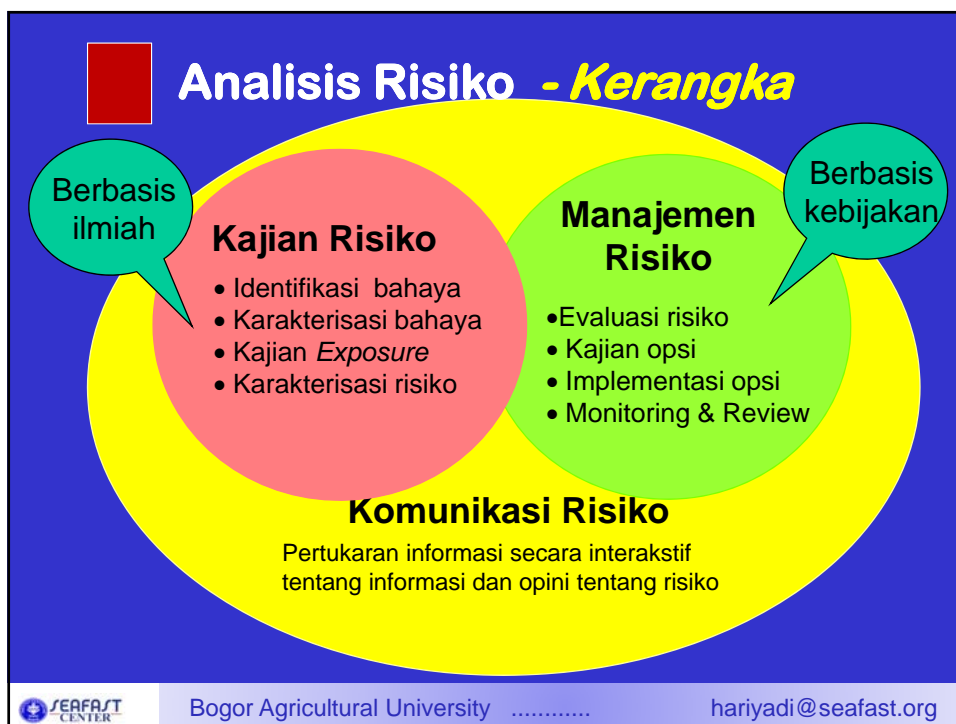 Analisis Risiko - Kerangka
Berbasis
ilmiah
Berbasis
kebijakan
Kajian Risiko
• Identifikasi bahaya
• Karakterisasi bahaya
• Kajian Exposure
• Karakterisasi risiko
Manajemen
Risiko
•Evaluasi risiko
• Kajian opsi
• Implementasi opsi
• Monitoring & Review
Komunikasi Risiko
Pertukaran informasi secara interakstif
tentang informasi dan opini tentang risiko
SEAFAST
CENTER
Bogor Agricultural University ............ hariyadi@seafast.org